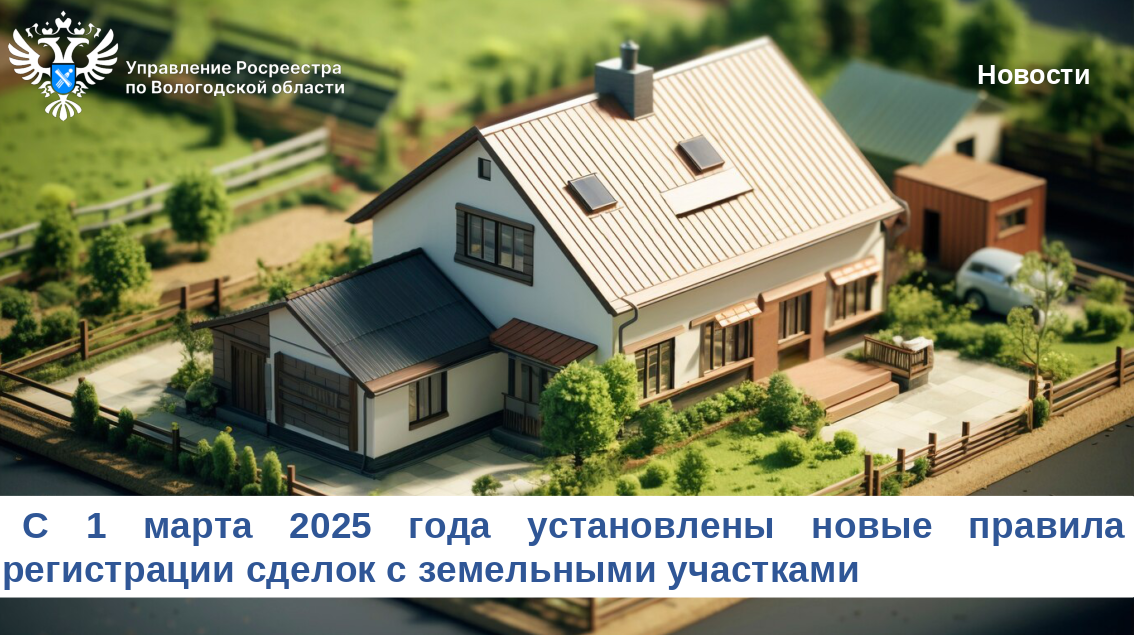 Управление Росреестра
по Вологодской области
Новости
С 1 марта 2025 года установлены новые правила
регистрации сделок с земельными участками